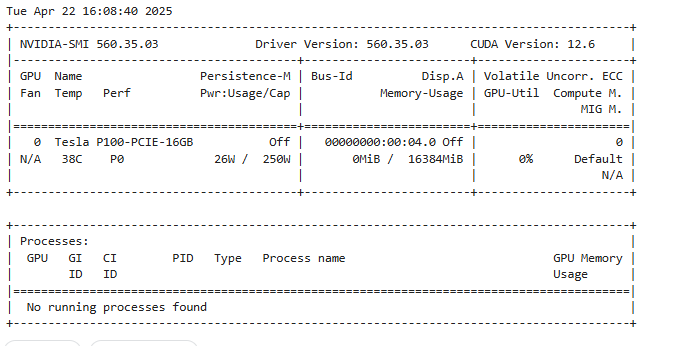 Tue Apr 22 16:08:40 2025
+-----------------------------------------------------------------------------------------+
| NVIDIA-SMI 560.35.03              Driver Version: 560.35.03      CUDA Version: 12.6     |
|-----------------------------------------+------------------------+----------------------+
| GPU  Name                 Persistence-M | Bus-Id          Disp.A | Volatile Uncorr. ECC |
| Fan  Temp   Perf          Pwr:Usage/Cap |           Memory-Usage | GPU-Util  Compute M. |
|                                         |                        |               MIG M. |
|=========================================+========================+======================|
|   0  Tesla P100-PCIE-16GB           Off |   00000000:00:04.0 Off |                    0 |
| N/A   38C    P0              26W /  250W |       0MiB /  16384MiB |      0%      Default |
|                                         |                        |                  N/A |
+-----------------------------------------+------------------------+----------------------+
+-----------------------------------------------------------------------------------------+
| Processes:                                                                              |
|  GPU   GI   CI        PID   Type   Process name                              GPU Memory |
|        ID   ID                                                               Usage      |
|=========================================================================================|
|  No running processes found                                                             |
+-----------------------------------------------------------------------------------------+